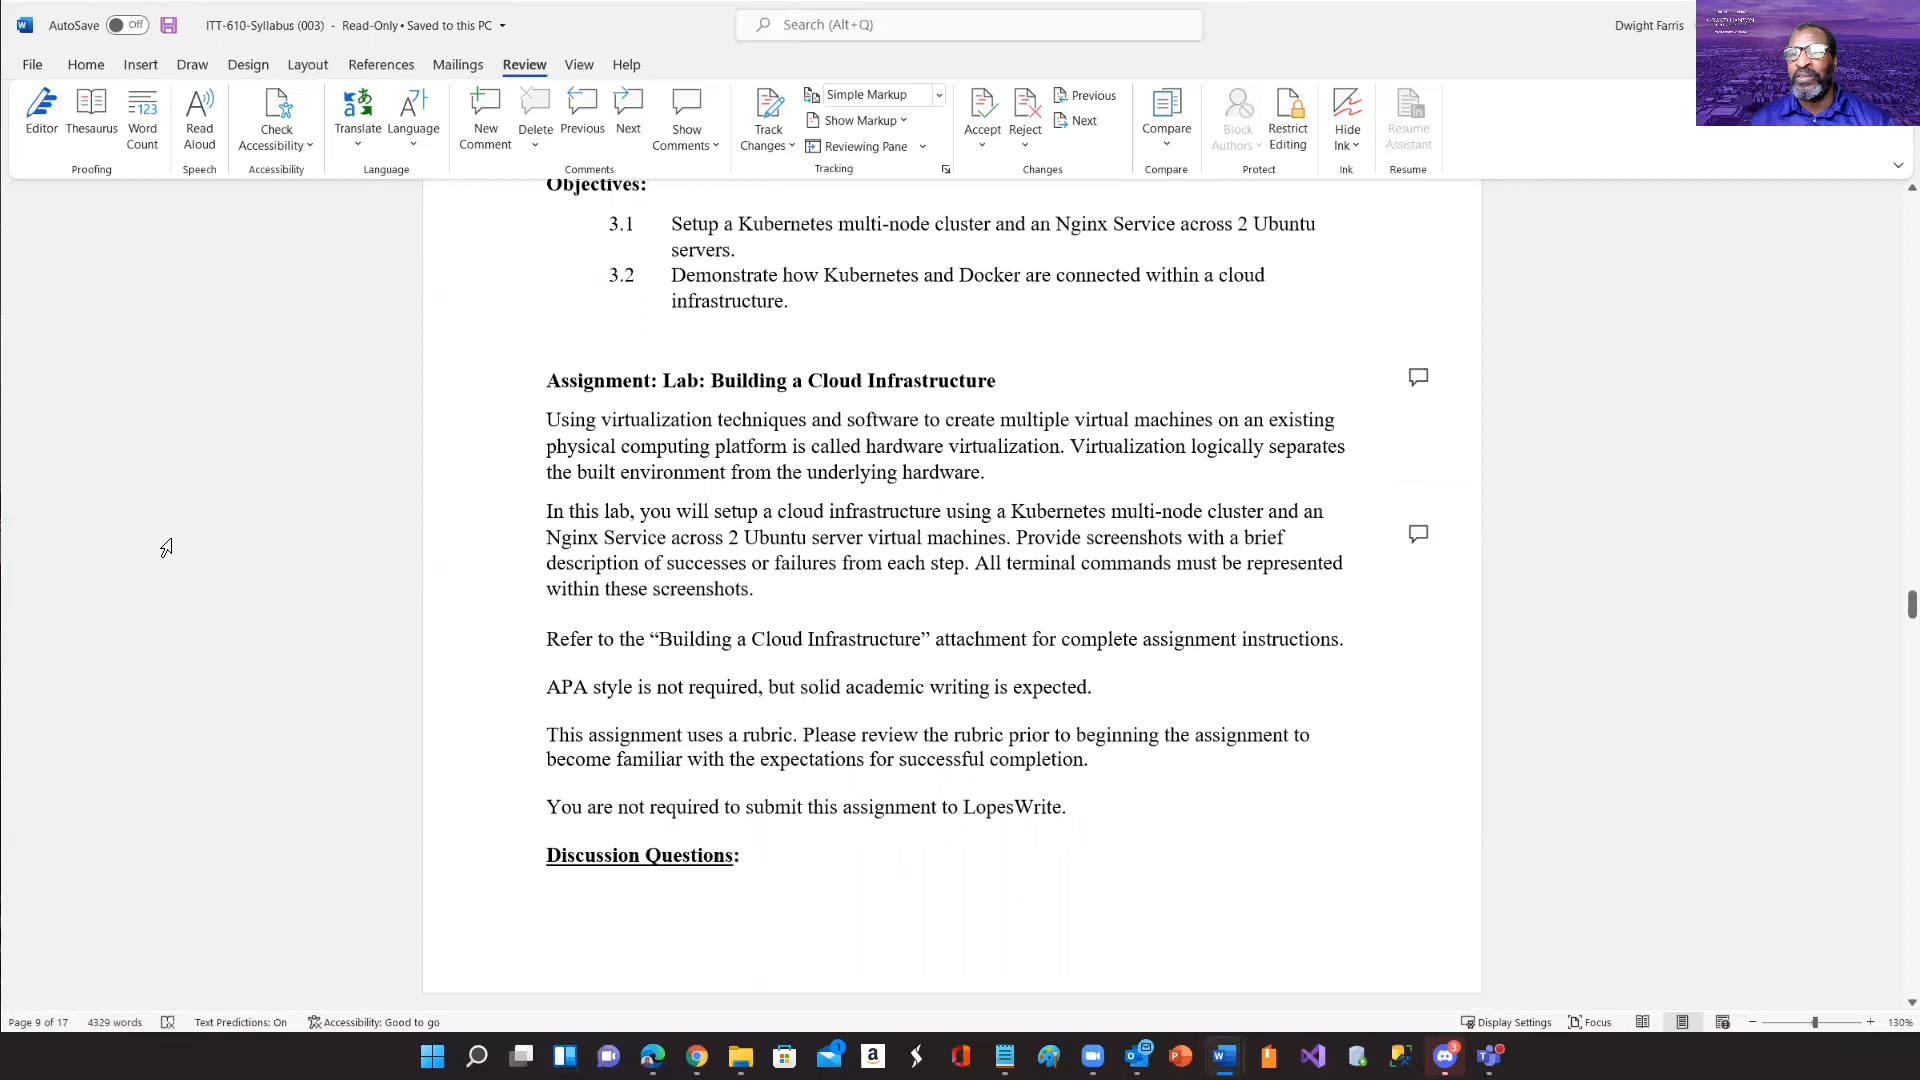 AutoSave Off ITT-610-Syllabus (003) - Read-Only • Saved to this PC Search (Alt+Q) Dwight Farris
GRAND CANYON
File Home Insert Draw Design Layout References Mailings Review View Help
Editor Thesaurus Word Count
Read Aloud
Check Accessibility
Translate Language
New Comment Delete Previous Next Show Comments
Track Changes Simple Markup Show Markup Reviewing Pane
Accept Reject Previous Next
Compare
Block Authors Restrict Editing
Hide Ink
Resume Assistant
Proofing Speech Accessibility Language Comments Tracking Changes Compare Protect Ink Resume
Objectives:
3.1 Setup a Kubernetes multi-node cluster and an Nginx Service across 2 Ubuntu
servers.
3.2 Demonstrate how Kubernetes and Docker are connected within a cloud
infrastructure.
Assignment: Lab: Building a Cloud Infrastructure
Using virtualization techniques and software to create multiple virtual machines on an existing
physical computing platform is called hardware virtualization. Virtualization logically separates
the built environment from the underlying hardware.
In this lab, you will setup a cloud infrastructure using a Kubernetes multi-node cluster and an
Nginx Service across 2 Ubuntu server virtual machines. Provide screenshots with a brief
description of successes or failures from each step. All terminal commands must be represented
within these screenshots.
Refer to the “Building a Cloud Infrastructure” attachment for complete assignment instructions.
APA style is not required, but solid academic writing is expected.
This assignment uses a rubric. Please review the rubric prior to beginning the assignment to
become familiar with the expectations for successful completion.
You are not required to submit this assignment to LopesWrite.
Discussion Questions:
Page 9 of 17 4329 words Text Predictions: On Accessibility: Good to go Display Settings Focus 130%